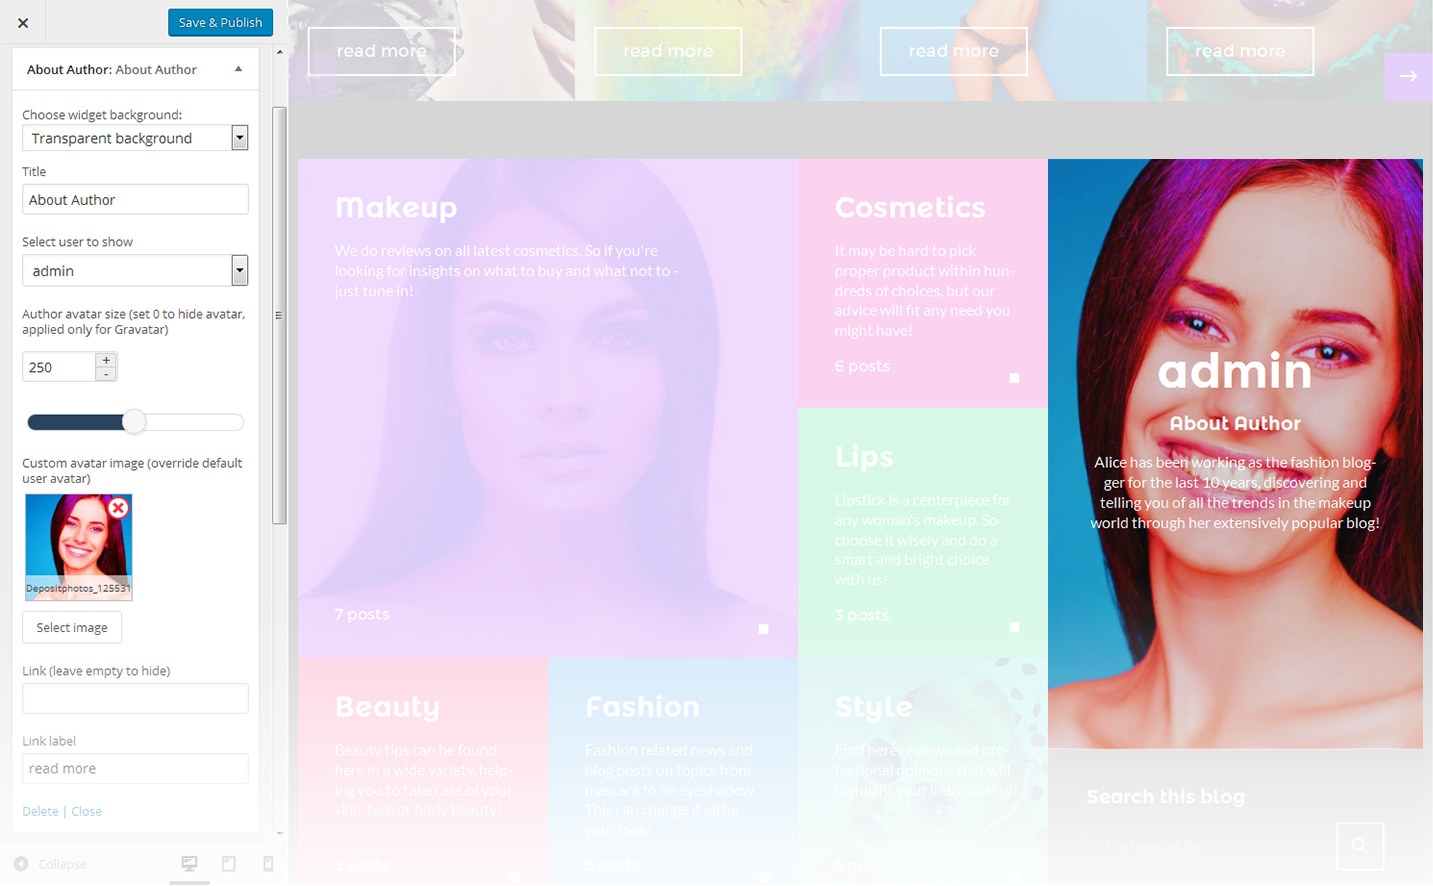 Save & Publish
About Author: About Author
Choose widget background:
Transparent background
Title
About Author
Select user to show
admin
Author avatar size (set 0 to hide avatar,
applied only for Gravatar)
250
+
-
Custom avatar image (override default
user avatar)
Depositphotos_125531
Select image
Link (leave empty to hide)
Link label
read more
Delete | Close
Collapse
read more
read more
read more
read more
Makeup
We do reviews on all latest cosmetics. So if you're
looking for insights on what to buy and what not to -
just tune in!
7 posts
Cosmetics
It may be hard to pick
proper product within hun-
dreds of choices, but our
advice will fit any need you
might have!
6 posts
Lips
Lipstick is a centerpiece for
any woman's makeup. So
choose it wisely and do a
smart and bright choice
with us!
3 posts
admin
About Author
Alice has been working as the fashion blog-
ger for the last 10 years, discovering and
telling you of all the trends in the makeup
world through her extensively popular blog!
Beauty
Beauty tips can be found
here in a wide variety, help-
ing you to take care of your
skin, face or body beauty!
2 posts
Fashion
Fashion related news and
blog posts on topics from
mascara to an eyeshadow.
This can change it all for
your look!
5 posts
Style
Find here reviews and pro-
fessional opinions that will
highlight your individuality!
posts
Search this blog
I'm looking for